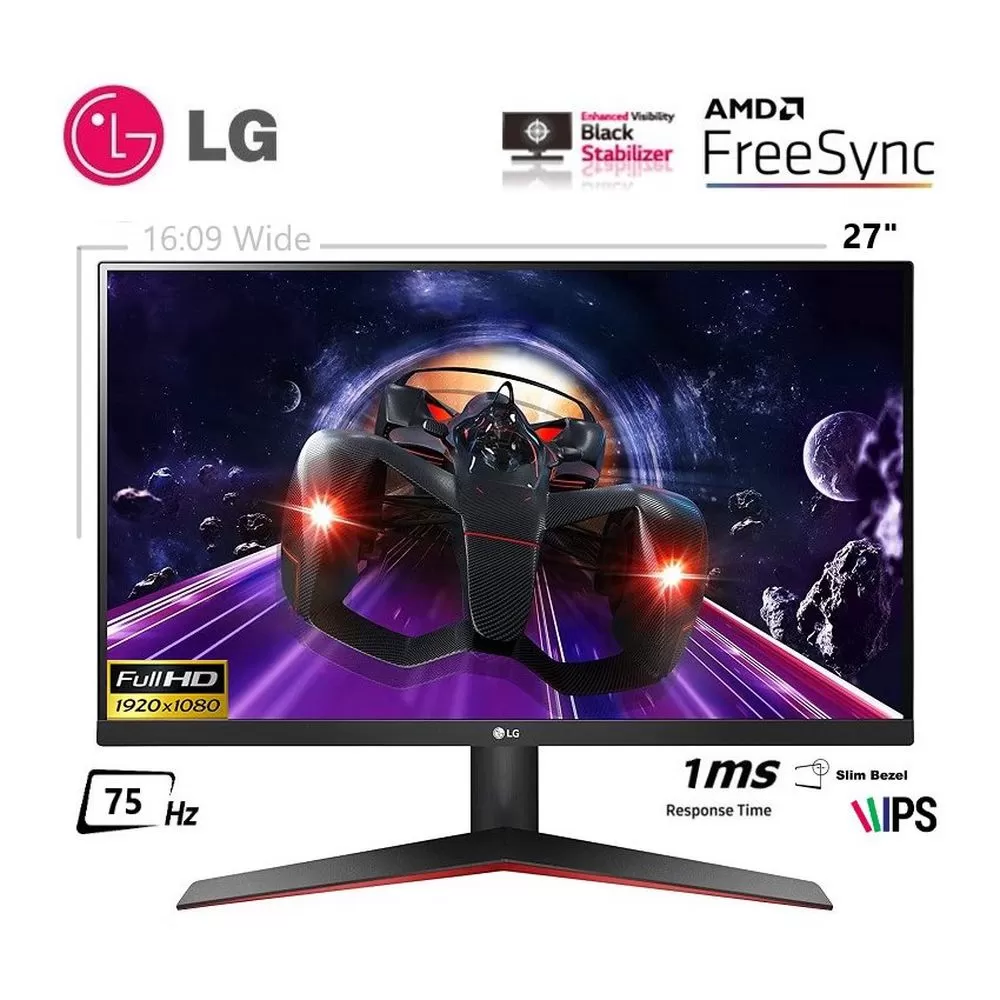 LG
Enhanced Visibility
Black
Stabilizer
AMD
FreeSync
16:09 Wide
27"
Full HD
1920x1080
LG
75 Hz
1ms
Response Time
Slim Bezel
IPS